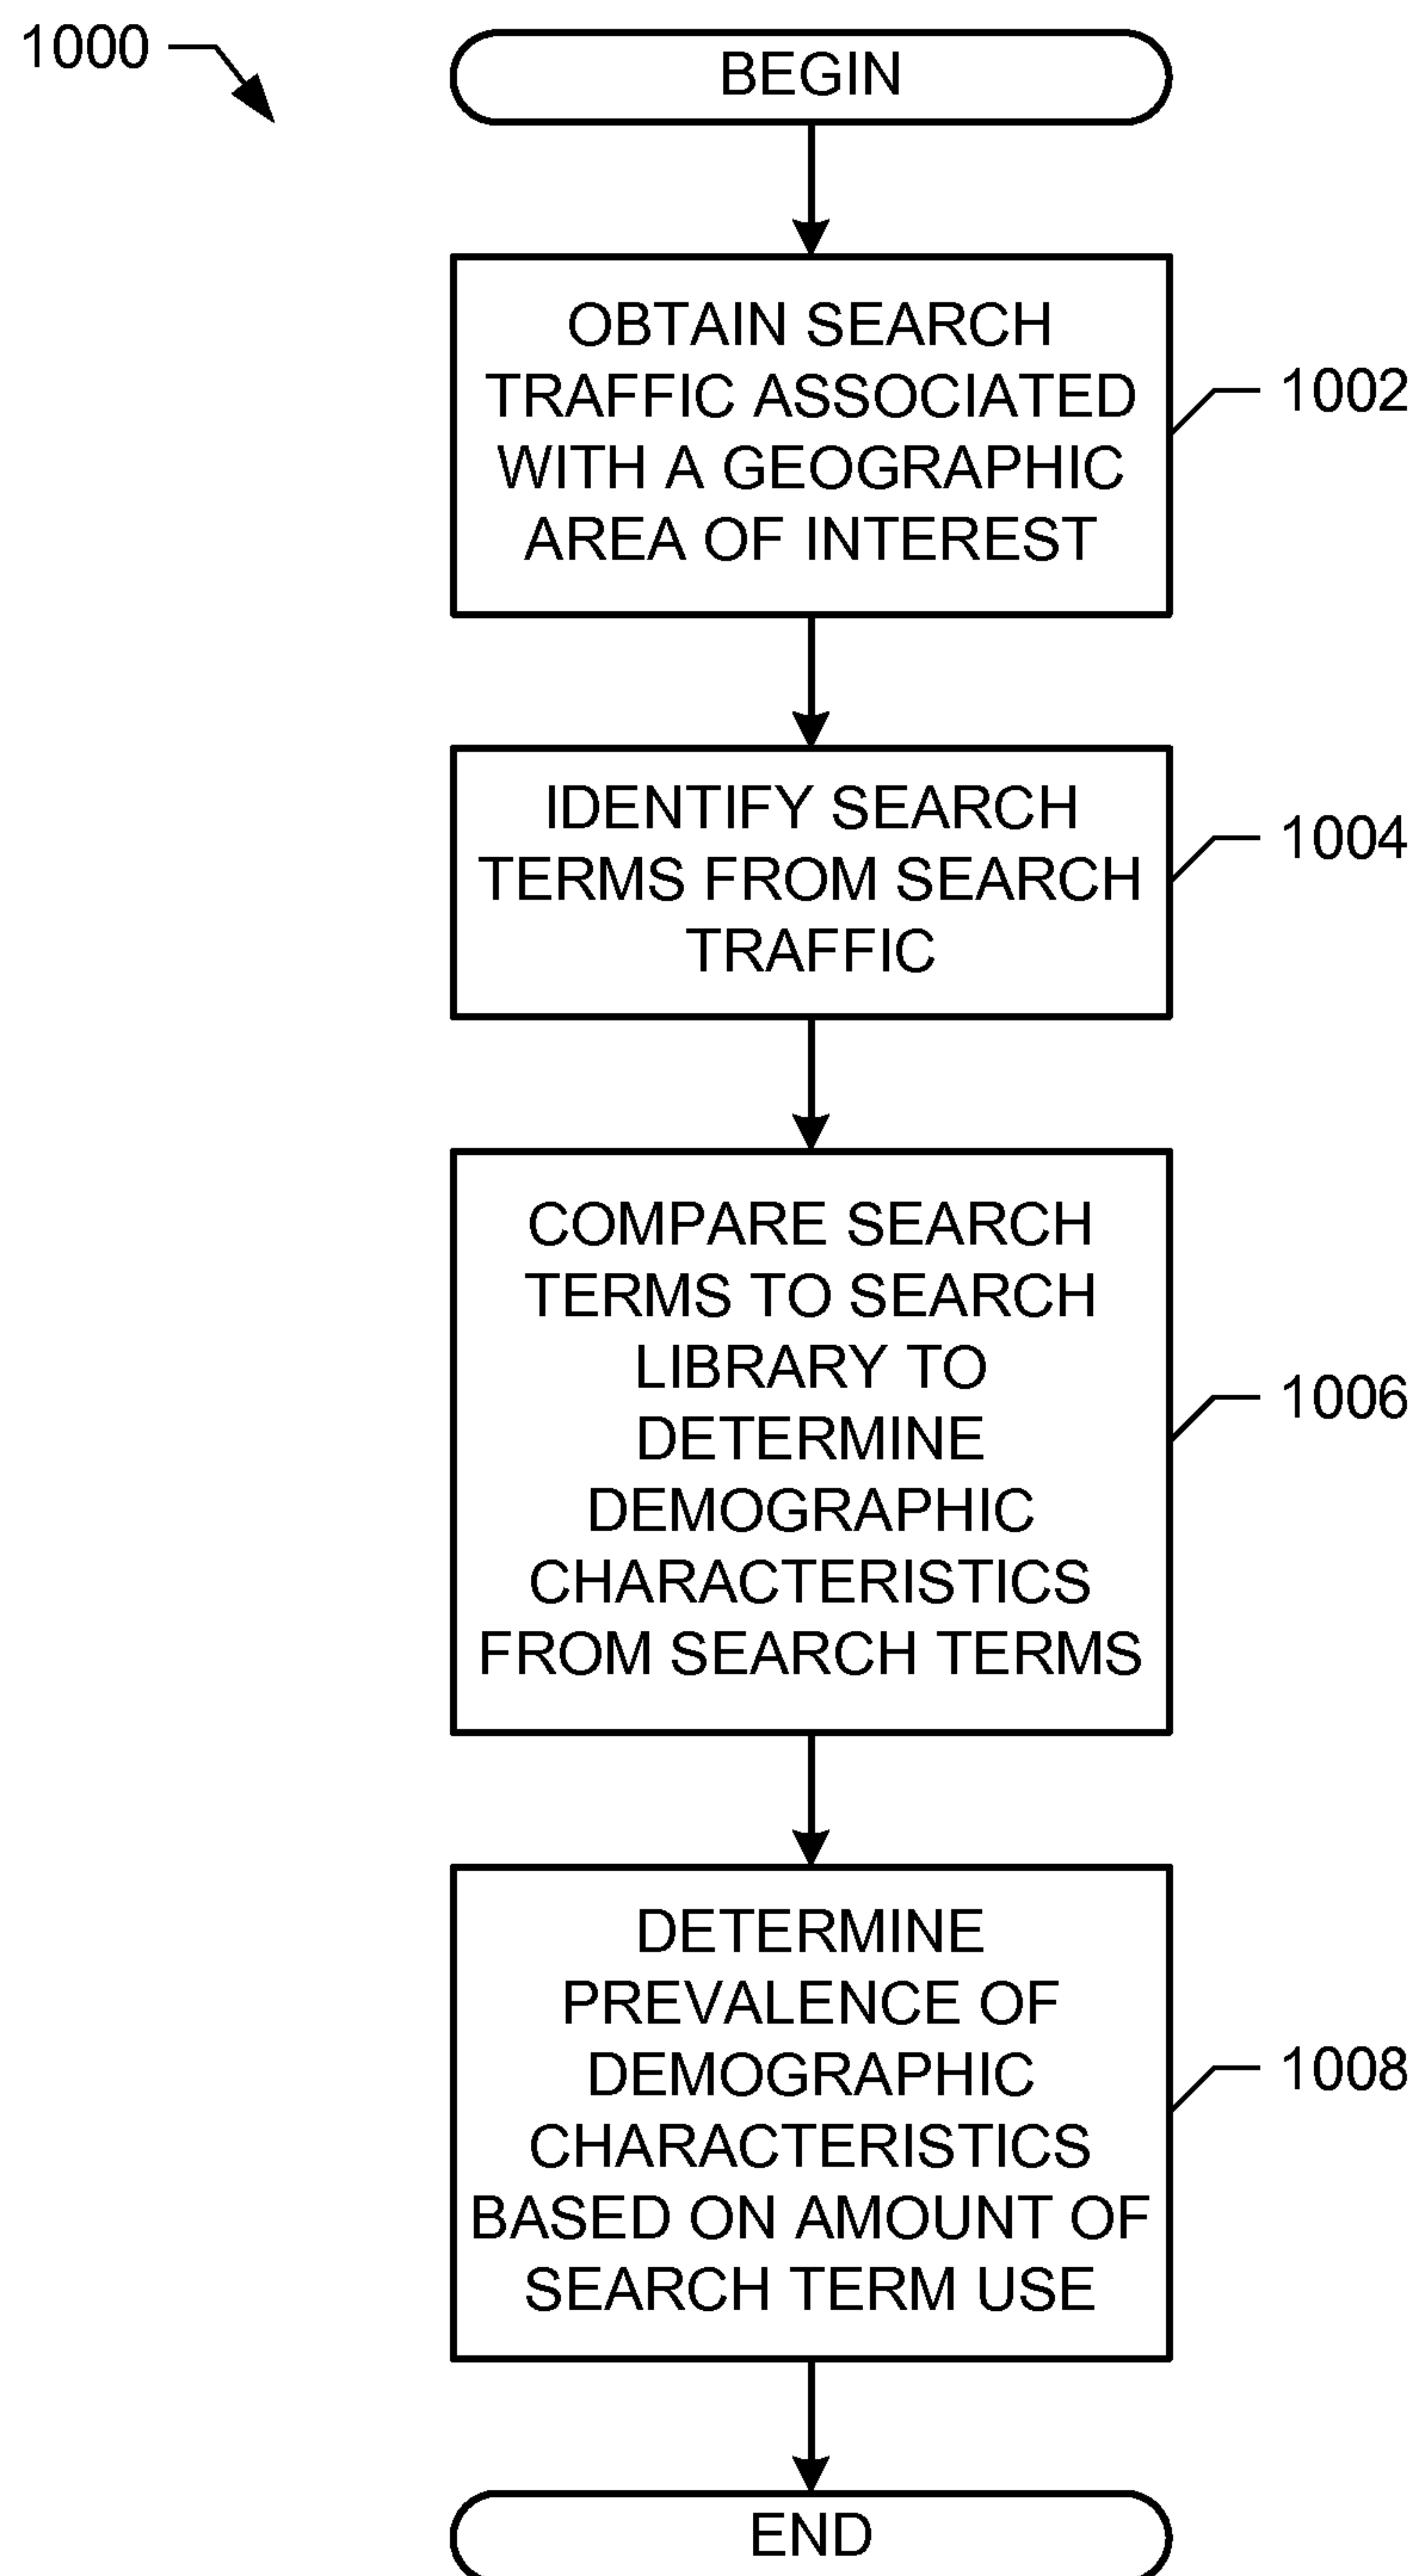 1000
BEGIN
OBTAIN SEARCH
TRAFFIC ASSOCIATED
WITH A GEOGRAPHIC
AREA OF INTEREST
1002
IDENTIFY SEARCH
TERMS FROM SEARCH
TRAFFIC
1004
COMPARE SEARCH
TERMS TO SEARCH
LIBRARY TO
DETERMINE
DEMOGRAPHIC
CHARACTERISTICS
FROM SEARCH TERMS
1006
DETERMINE
PREVALENCE OF
DEMOGRAPHIC
CHARACTERISTICS
BASED ON AMOUNT OF
SEARCH TERM USE
1008
END